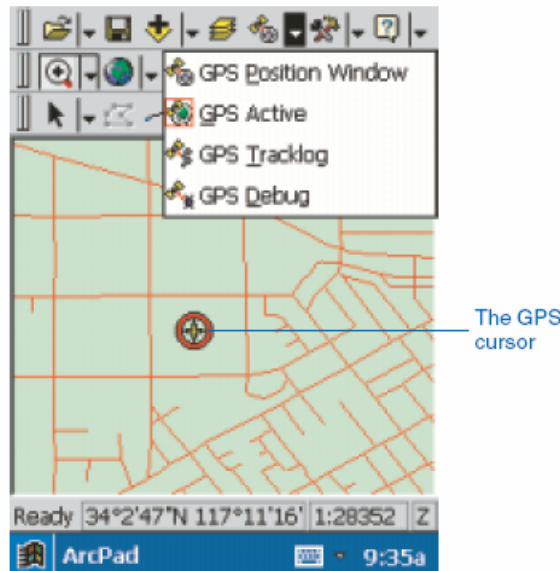 GPS Position Window
GPS Active
GPS Tracklog
GPS Debug
The GPS
cursor
Ready 34°2'47"N 117°11'16' 1:28352 Z
ArcPad 9:35a